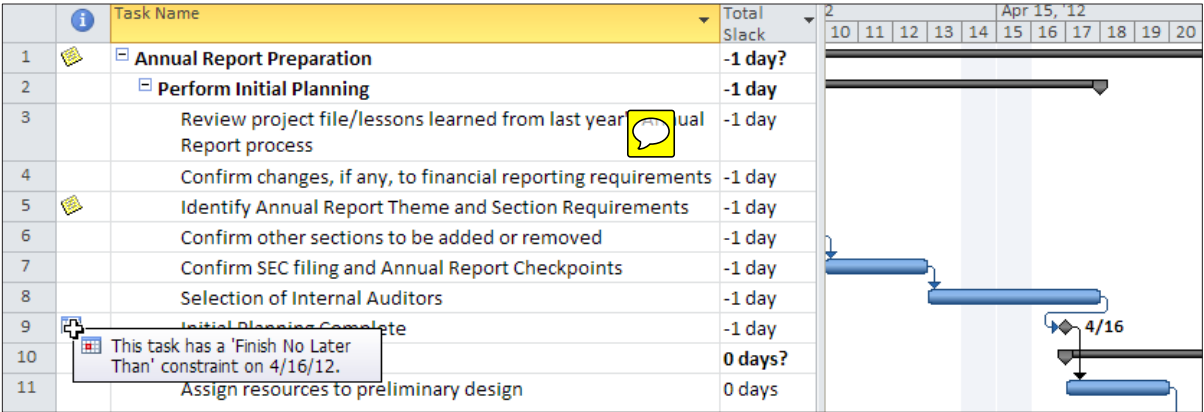 Task Name
Total
Slack
2
Apr 15, '12
10 11 12 13 14 15 16 17 18 19 20
1 Annual Report Preparation -1 day?
2 Perform Initial Planning -1 day
3 Review project file/lessons learned from last year' ual -1 day
Report process
4 Confirm changes, if any, to financial reporting requirements -1 day
5 Identify Annual Report Theme and Section Requirements -1 day
6 Confirm other sections to be added or removed -1 day
7 Confirm SEC filing and Annual Report Checkpoints -1 day
8 Selection of Internal Auditors -1 day
9 Initial Planning Complete -1 day 4/16
This task has a 'Finish No Later
Than' constraint on 4/16/12.
10 0 days?
11 Assign resources to preliminary design 0 days